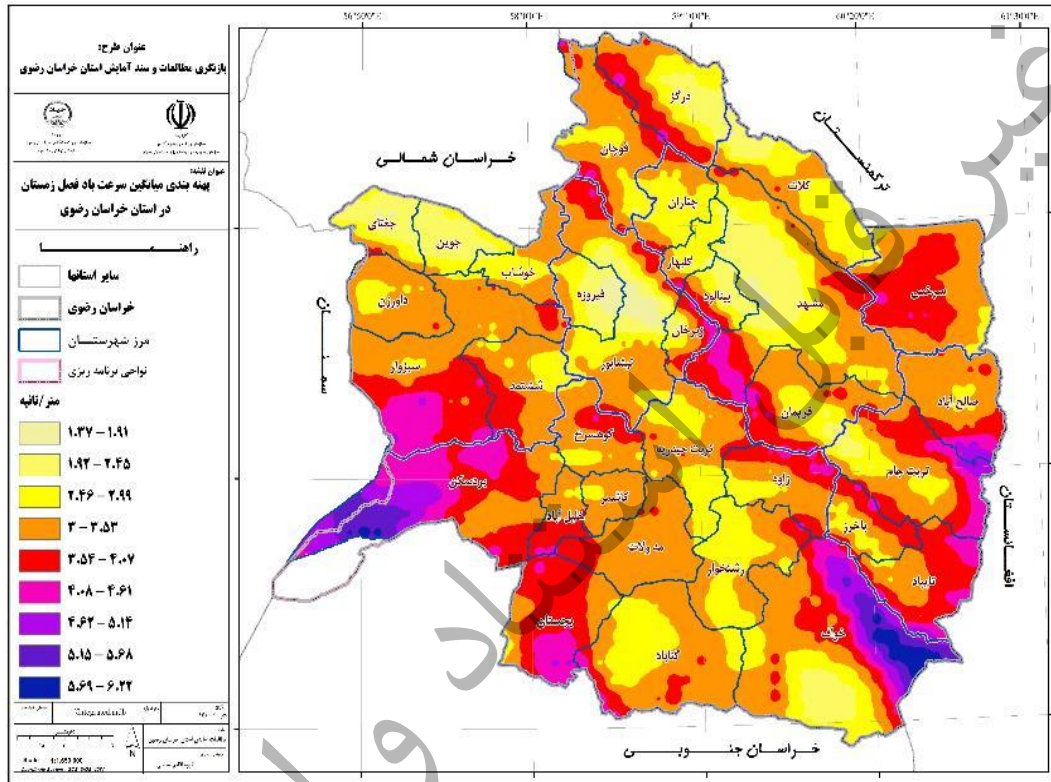 عنوان طرح:
بازنگری مطالعات و سند آمایش استان خراسان رضوی
عنوان نقشه:
پهنه بندی میانگین سرعت باد فصل زمستان
در استان خراسان رضوی
راهنما
سایر استانها
خراسان رضوی
مرز شهرستان
نواحی برنامه ریزی
متر/ثانیه
۱.۳۷ – ۱.۹۱
۱.۹۲ – ۲.۴۵
۲.۴۶ – ۲.۹۹
۳ – ۳.۵۳
۳.۵۴ – ۴.۰۷
۴.۰۸ – ۴.۶۱
۴.۶۲ – ۵.۱۴
۵.۱۵ – ۵.۶۸
۵.۶۹ – ۶.۲۲
N
خراسان شمالی
ترکمنستان
سمنان
افغانستان
خراسان جنوبی
درگز
قوچان
کلات
چناران
جغتای
جوین
خوشاب
گلبهار
سرخس
داورزن
فیروزه
بینالود
مشهد
زبرخان
سبزوار
ششتمد
نیشابور
فریمان
صالح آباد
کوهسرخ
تربت حیدریه
بردسکن
کاشمر
زاوه
تربت جام
خلیل آباد
مه ولات
باخرز
رشتخوار
تایباد
بجستان
گناباد
خواف
غیر قابل استناد